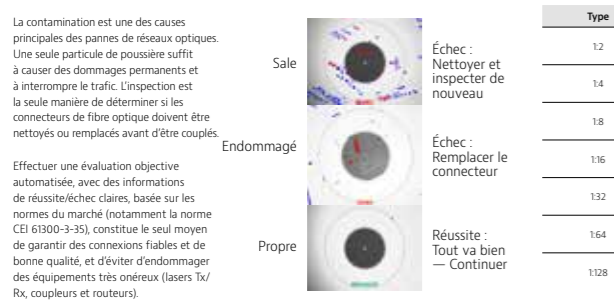 La contamination est une des causes
principales des pannes de réseaux optiques.
Une seule particule de poussière suffit
à causer des dommages permanents et
à interrompre le trafic. L'inspection est
la seule manière de déterminer si les
connecteurs de fibre optique doivent être
nettoyés ou remplacés avant d'être couplés.
Effectuer une évaluation objective
automatisée, avec des informations
de réussite/échec claires, basée sur les
normes du marché (notamment la norme
CEI 61300-3-35), constitue le seul moyen
de garantir des connexions fiables et de
bonne qualité, et d'éviter d'endommager
des équipements très onéreux (lasers Tx/
Rx, coupleurs et routeurs).
Sale
Échec :
Nettoyer et
inspecter de
nouveau
Endommagé
Échec :
Remplacer le
connecteur
Propre
Réussite :
Tout va bien
— Continuer
Type
1:2
1:4
1:8
1:16
1:32
1:64
1:128